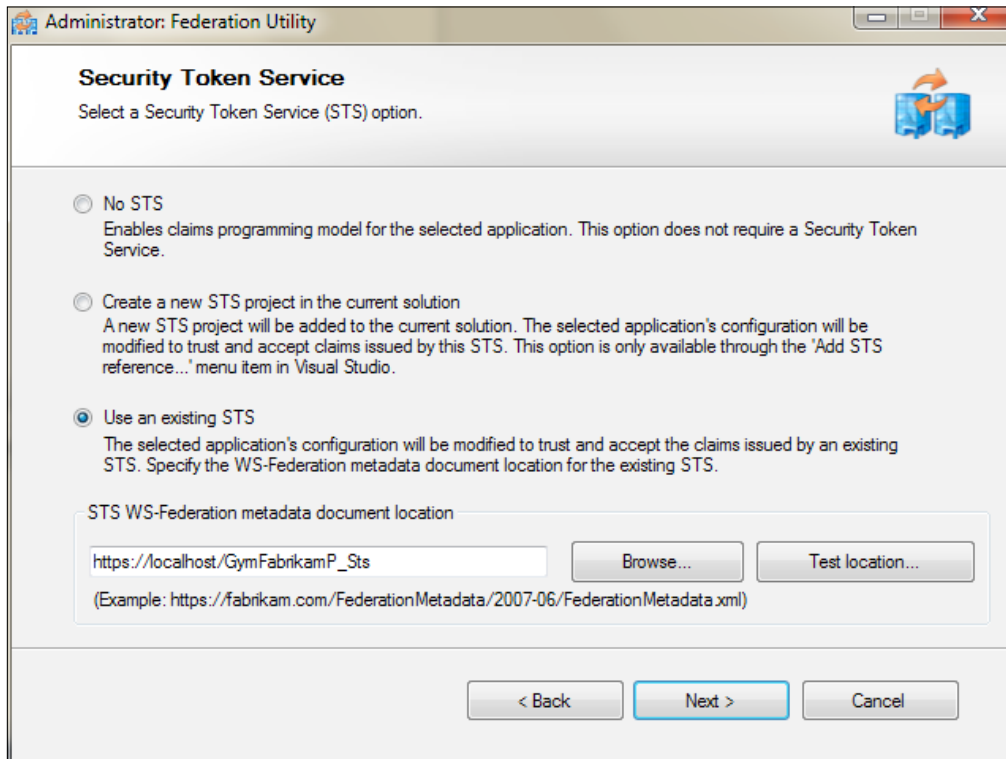 Administrator: Federation Utility
Security Token Service
Select a Security Token Service (STS) option.
No STS
Enables claims programming model for the selected application. This option does not require a Security Token
Service.
Create a new STS project in the current solution
A new STS project will be added to the current solution. The selected application's configuration will be
modified to trust and accept claims issued by this STS. This option is only available through the 'Add STS
reference...' menu item in Visual Studio.
Use an existing STS
The selected application's configuration will be modified to trust and accept the claims issued by an existing
STS. Specify the WS-Federation metadata document location for the existing STS.
STS WS-Federation metadata document location
https://localhost/GymFabrikamP_Sts
Browse...
Test location...
(Example: https://fabrikam.com/FederationMetadata/2007-06/FederationMetadata.xml)
< Back
Next >
Cancel